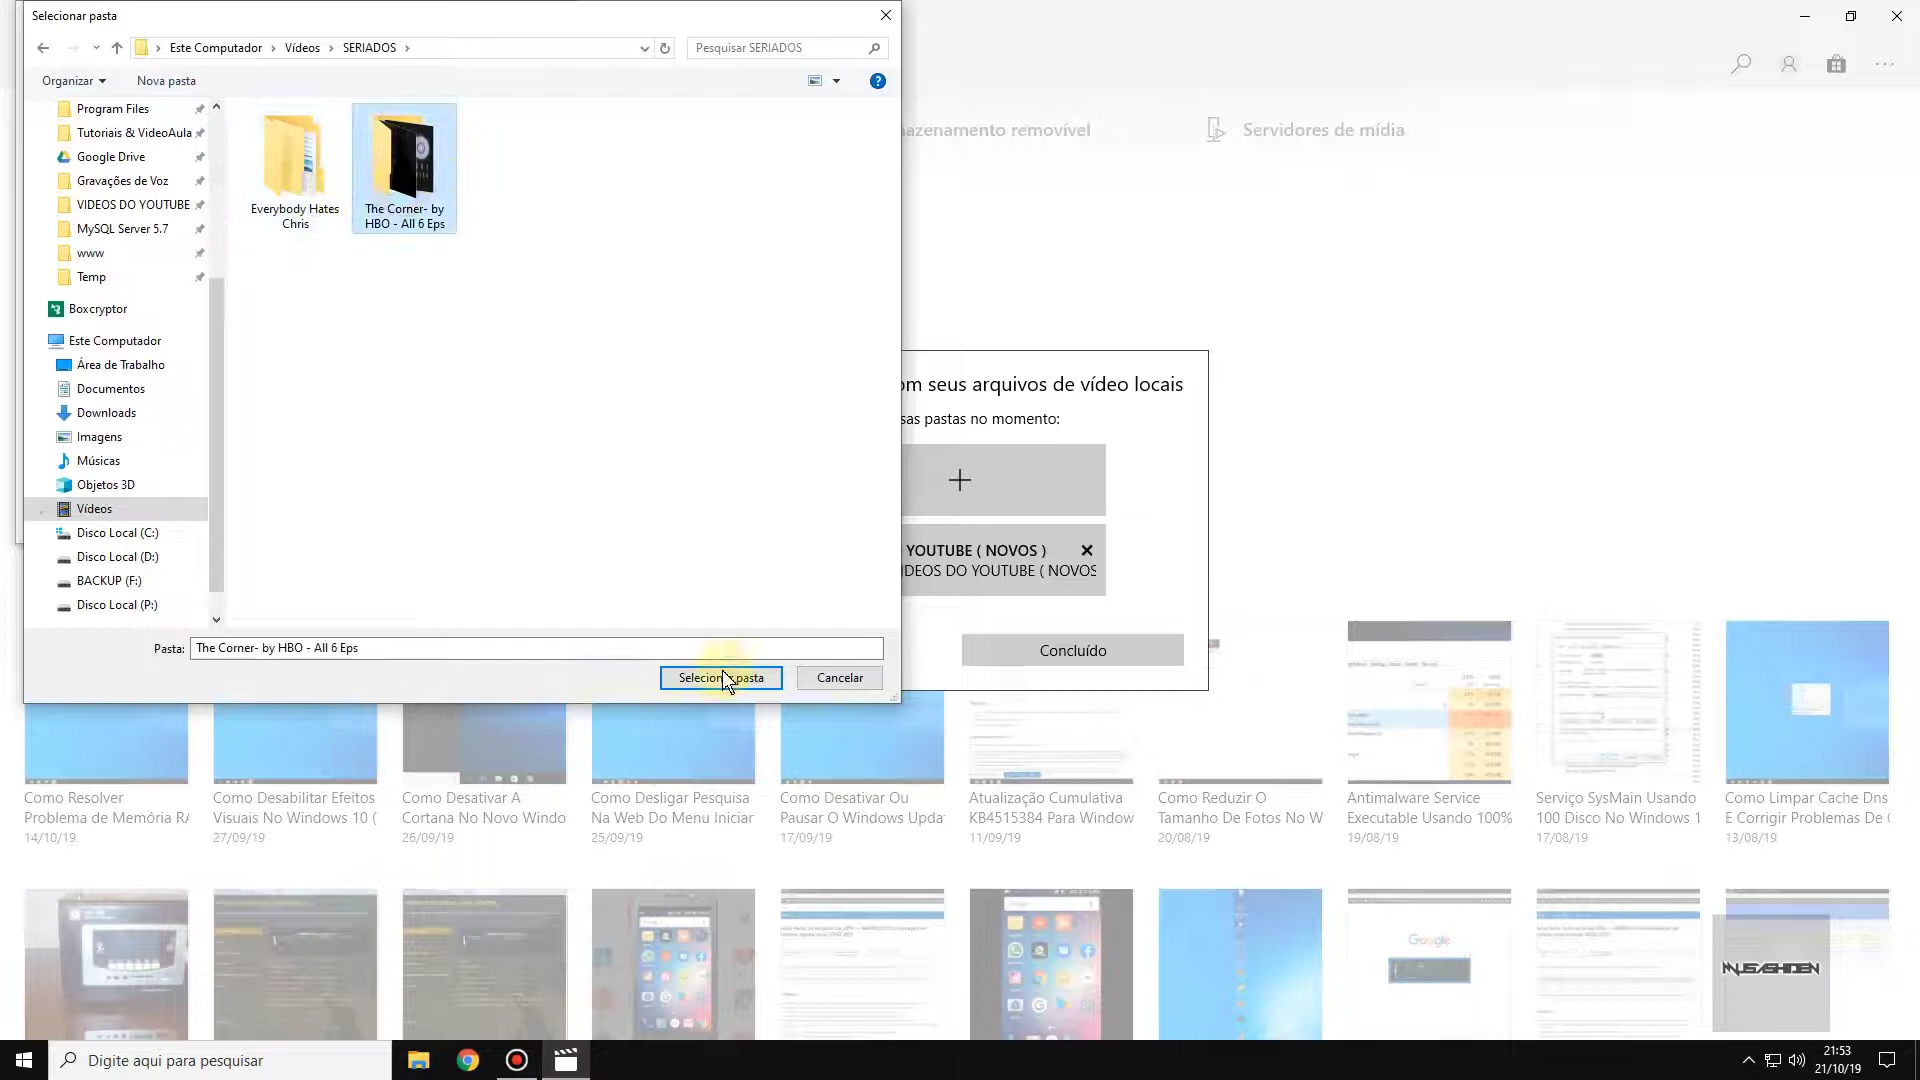 Selecionar pasta
Este Computador
Vídeos
SERIADOS
Pesquisar SERIADOS
Organizar
Nova pasta
mazenamento removível
Servidores de mídia
Program Files
Tutoriais & VideoAula
Google Drive
Gravações de Voz
VIDEOS DO YOUTUBE
MySQL Server 5.7
www
Temp
Boxcryptor
Este Computador
Área de Trabalho
Documentos
Downloads
Imagens
Músicas
Objetos 3D
Vídeos
Disco Local (C:)
Disco Local (D:)
BACKUP (F:)
Disco Local (P:)
Everybody Hates
Chris
The Corner- by
HBO - All 6 Eps
om seus arquivos de vídeo locais
sas pastas no momento:
YOUTUBE ( NOVOS )
IDEOS DO YOUTUBE ( NOVOS
Concluído
Pasta:
The Corner- by HBO - All 6 Eps
Selecionar pasta
Cancelar
Como Resolver
Problema de Memória RA
14/10/19
Como Desabilitar Efeitos
Visuais No Windows 10 (
27/09/19
Como Desativar A
Cortana No Novo Windo
26/09/19
Como Desligar Pesquisa
Na Web Do Menu Iniciar
25/09/19
Como Desativar Ou
Pausar O Windows Upda
17/09/19
Atualização Cumulativa
KB4515384 Para Window
11/09/19
Como Reduzir O
Tamanho De Fotos No W
20/08/19
Antimalware Service
Executable Usando 100%
19/08/19
Serviço SysMain Usando
100 Disco No Windows 1
17/08/19
Como Limpar Cache Dns
E Corrigir Problemas De
13/08/19
Google
MUGASHIDEN
Digite aqui para pesquisar
21:53
21/10/19